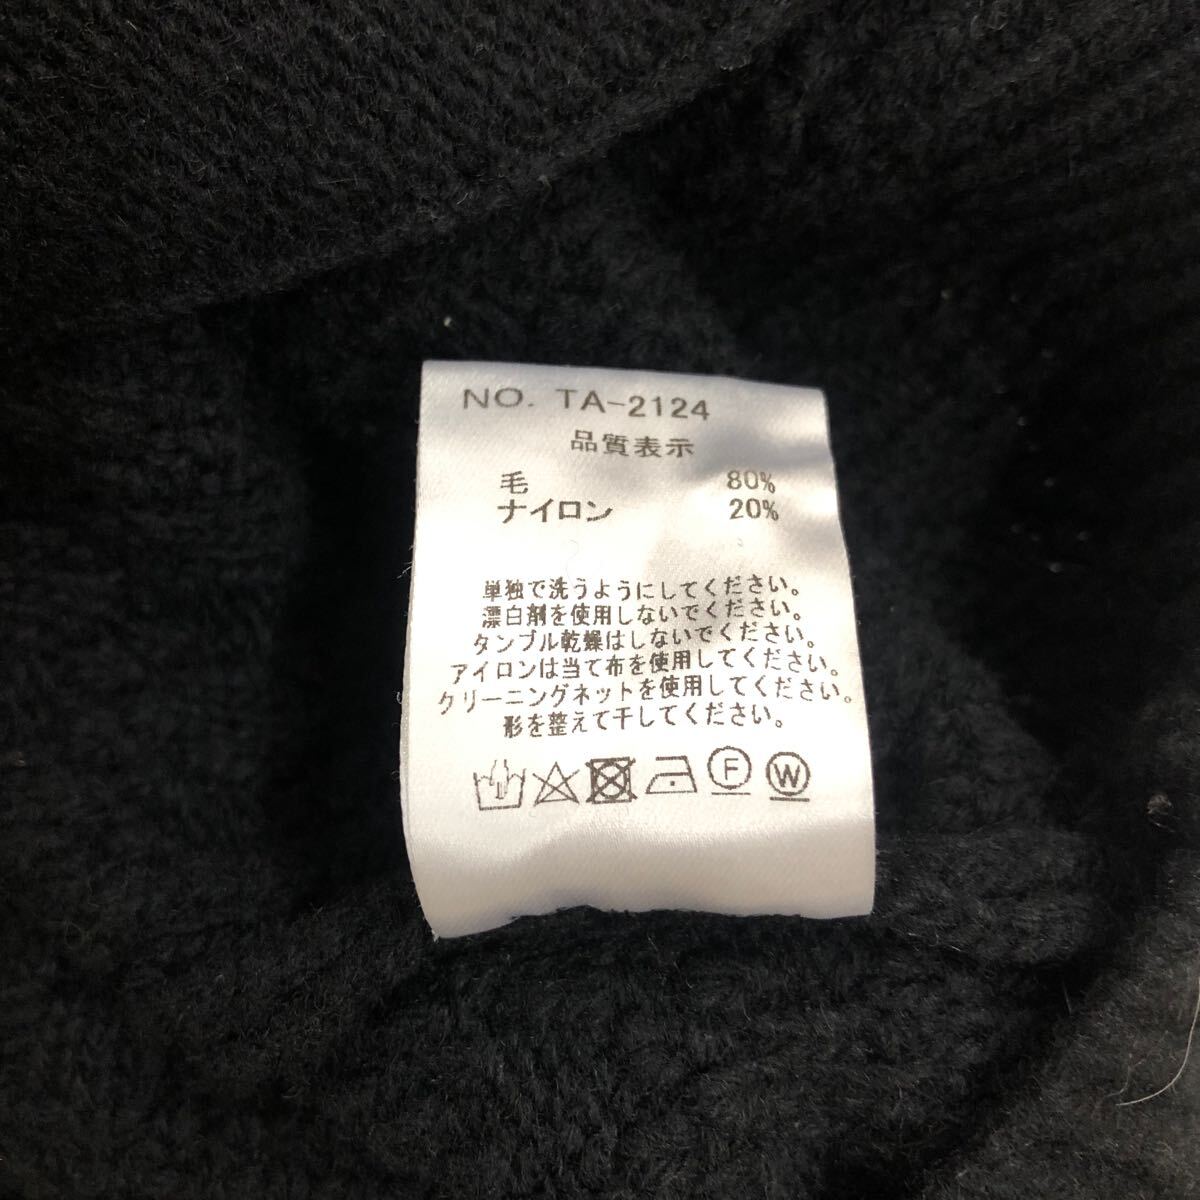 NO. TA-2124
品質表示
毛 80%
ナイロン 20%
単独で洗うようにしてください。
漂白剤を使用しないでください。
タンブル乾燥はしないでください。
アイロンは当て布を使用してください。
クリーニングネットを使用してください。
形を整えて干してください。
F W